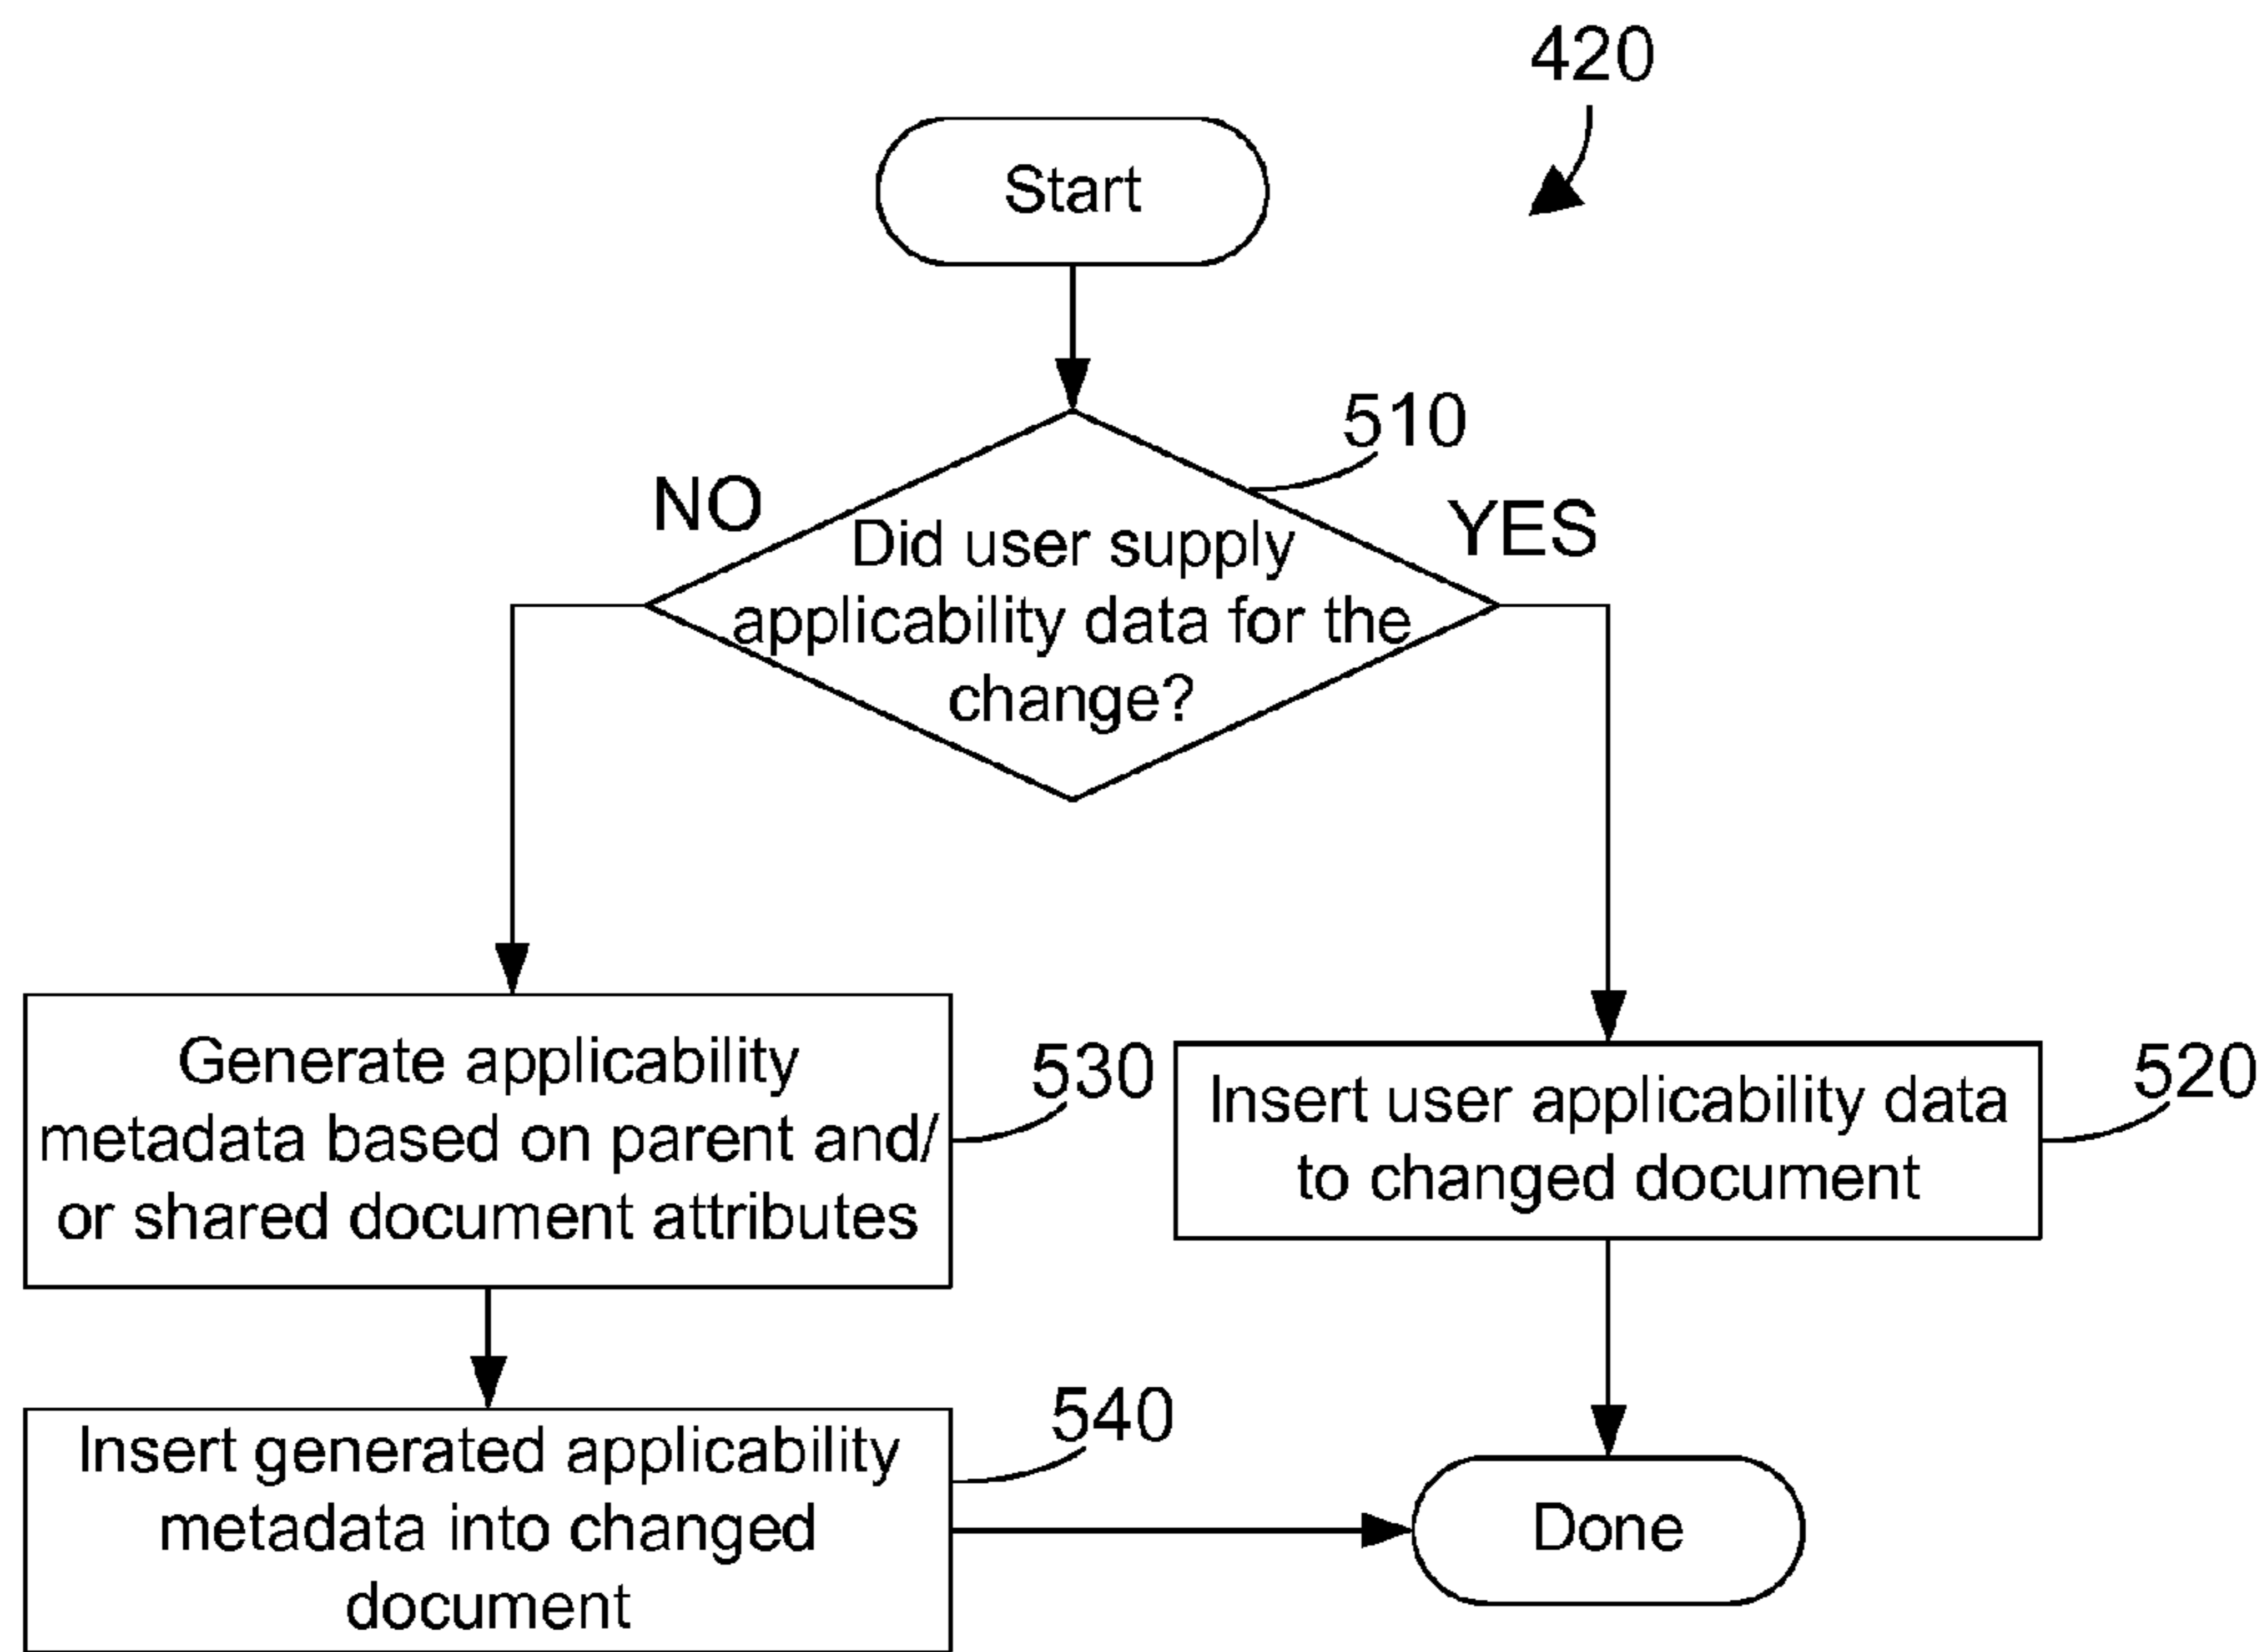 420
Start
510
NO
YES
Did user supply
applicability data for the
change?
Generate applicability
metadata based on parent and/
or shared document attributes
530
Insert user applicability data
to changed document
520
Insert generated applicability
metadata into changed
document
540
Done